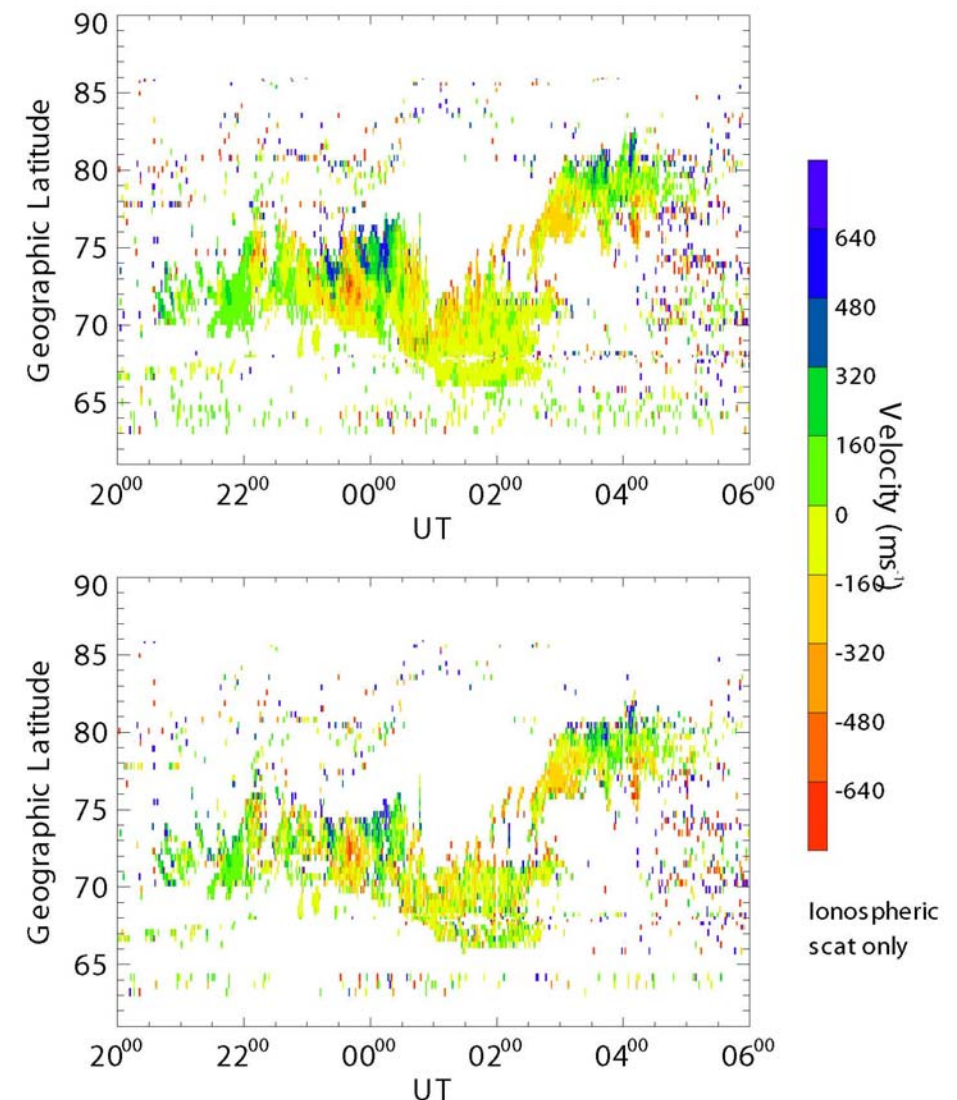 90
85
80
75
70
65
Geographic Latitude
20⁰⁰ 22⁰⁰ 00⁰⁰ 02⁰⁰ 04⁰⁰ 06⁰⁰
UT
90
85
80
75
70
65
Geographic Latitude
20⁰⁰ 22⁰⁰ 00⁰⁰ 02⁰⁰ 04⁰⁰ 06⁰⁰
UT
640
480
320
160
0
-160
-320
-480
-640
Velocity (ms⁻¹)
Ionospheric
scat only